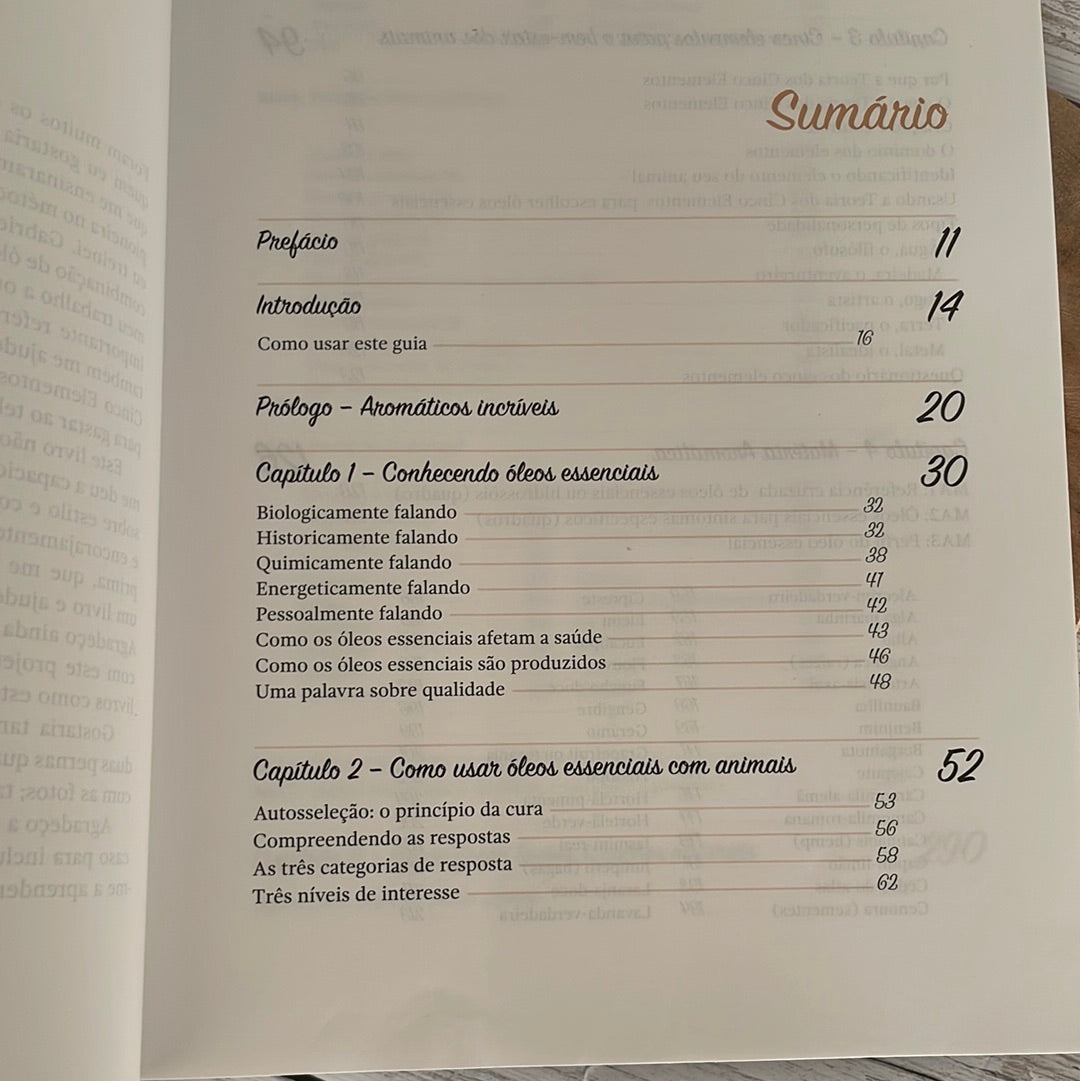 Sumário
Prefácio 11
Introdução 14
Como usar este guia 16
Prólogo – Aromáticos incríveis 20
Capítulo 1 – Conhecendo óleos essenciais 30
Biologicamente falando 32
Historicamente falando 32
Quimicamente falando 38
Energeticamente falando 41
Pessoalmente falando 42
Como os óleos essenciais afetam a saúde 43
Como os óleos essenciais são produzidos 46
Uma palavra sobre qualidade 48
Capítulo 2 – Como usar óleos essenciais com animais 52
Autosseleção: o princípio da cura 53
Compreendendo as respostas 56
As três categorias de resposta 58
Três níveis de interesse 62